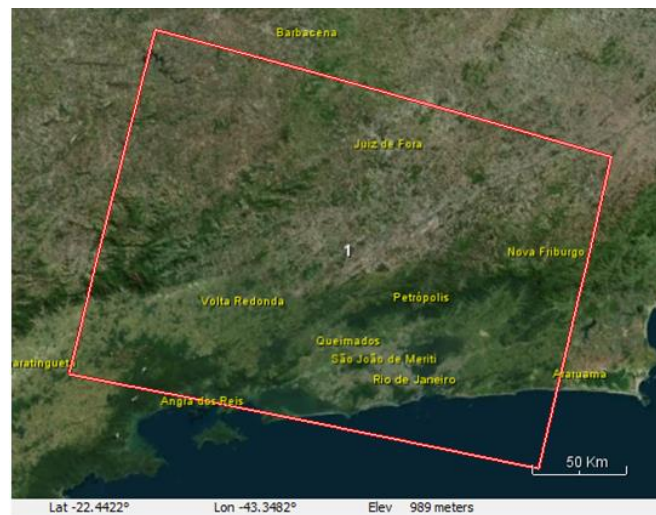 Barbacena
Juiz de Fora
1
Nova Friburgo
Volta Redonda
Petrópolis
Queimados
São João de Meriti
aratinguetá
Rio de Janeiro
Araruama
Angra dos Reis
50 Km
Lat -22.4422° Lon -43.3482° Elev 989 meters